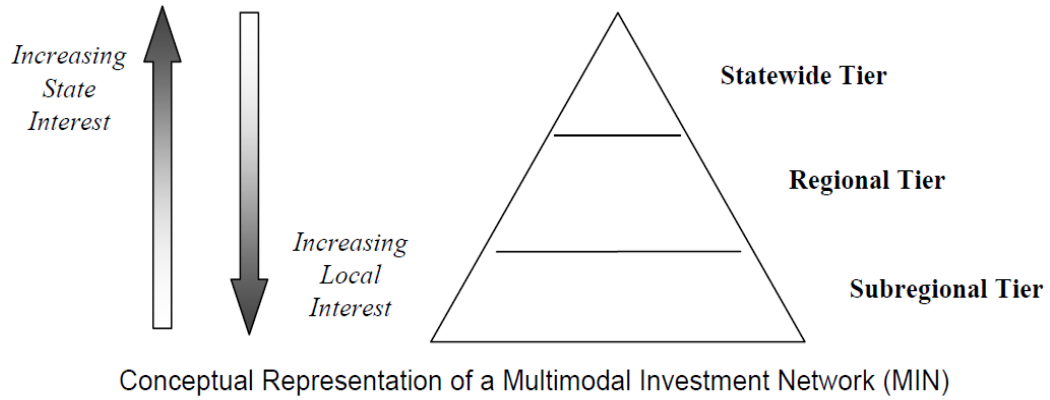 Increasing
State
Interest
Statewide Tier
Regional Tier
Increasing
Local
Interest
Subregional Tier
Conceptual Representation of a Multimodal Investment Network (MIN)